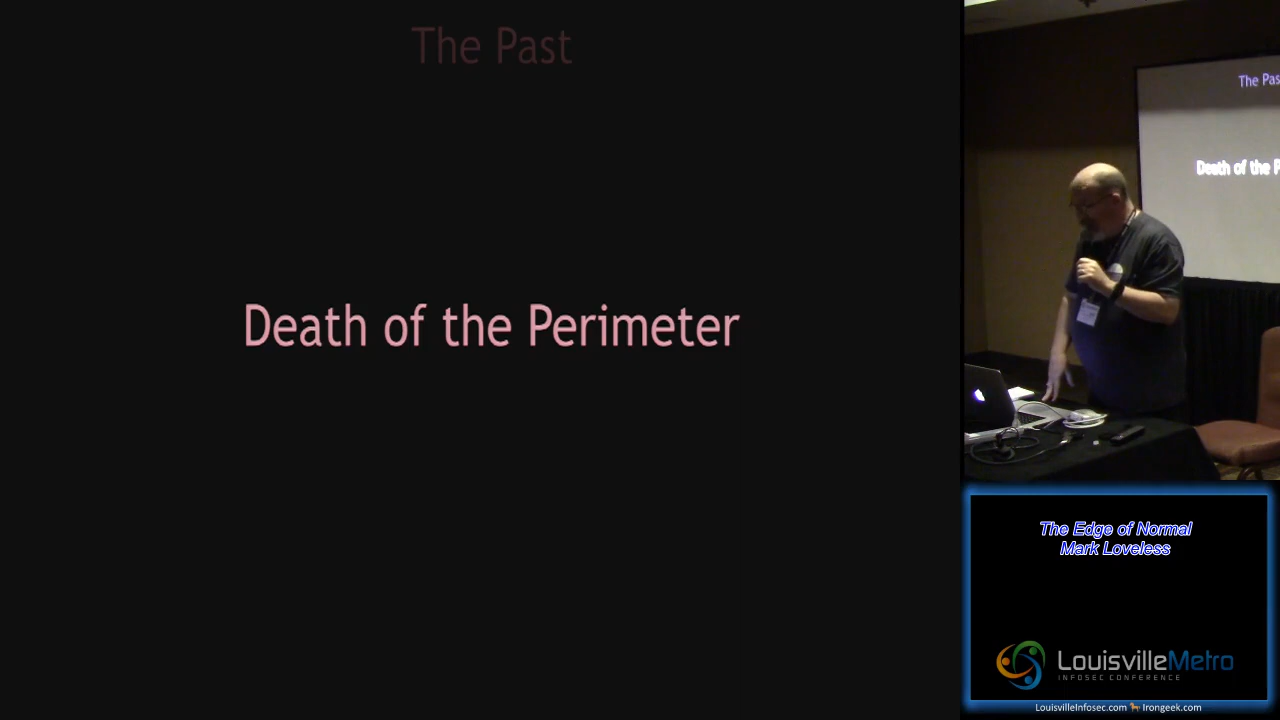 The Past
Death of the Perimeter
The Pas
Death of the P
The Edge of Normal
Mark Loveless
LouisvilleMetro
INFOSEC CONFERENCE
LouisvilleInfosec.com Irongeek.com